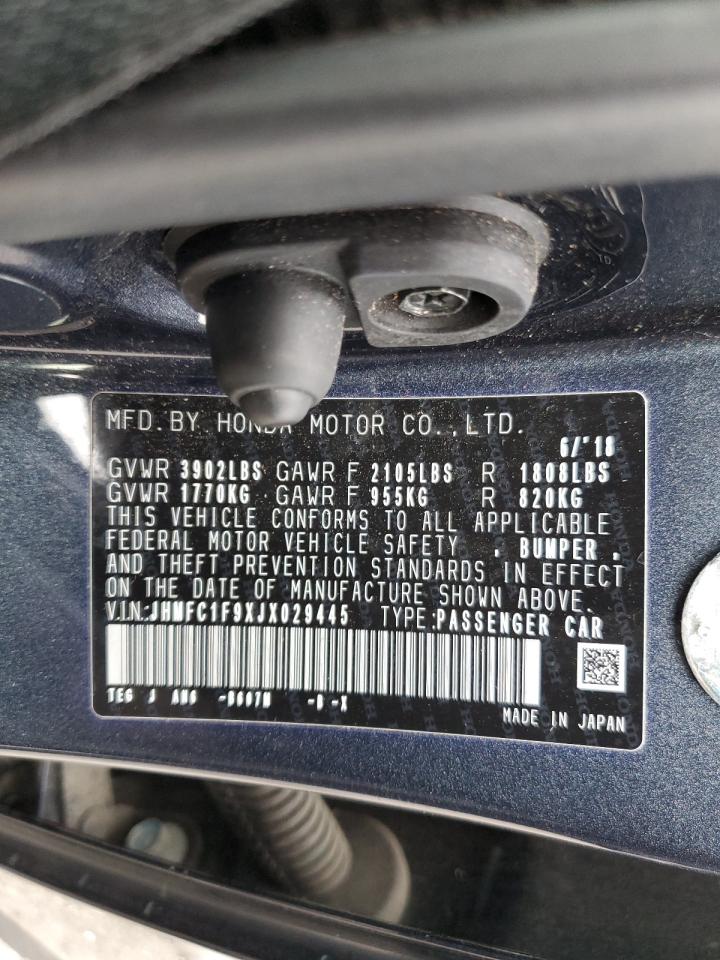 MFD. BY HONDA MOTOR CO., LTD.
6/'18
GVWR 3902LBS GAWR F 2105LBS R 1808LBS
GVWR 1770KG GAWR F 955KG R 820KG
THIS VEHICLE CONFORMS TO ALL APPLICABLE
FEDERAL MOTOR VEHICLE SAFETY , BUMPER ,
AND THEFT PREVENTION STANDARDS IN EFFECT
ON THE DATE OF MANUFACTURE SHOWN ABOVE.
VIN:JHMFC1F9XJX029445 TYPE:PASSENGER CAR
TEG J -B607M -X
MADE IN JAPAN